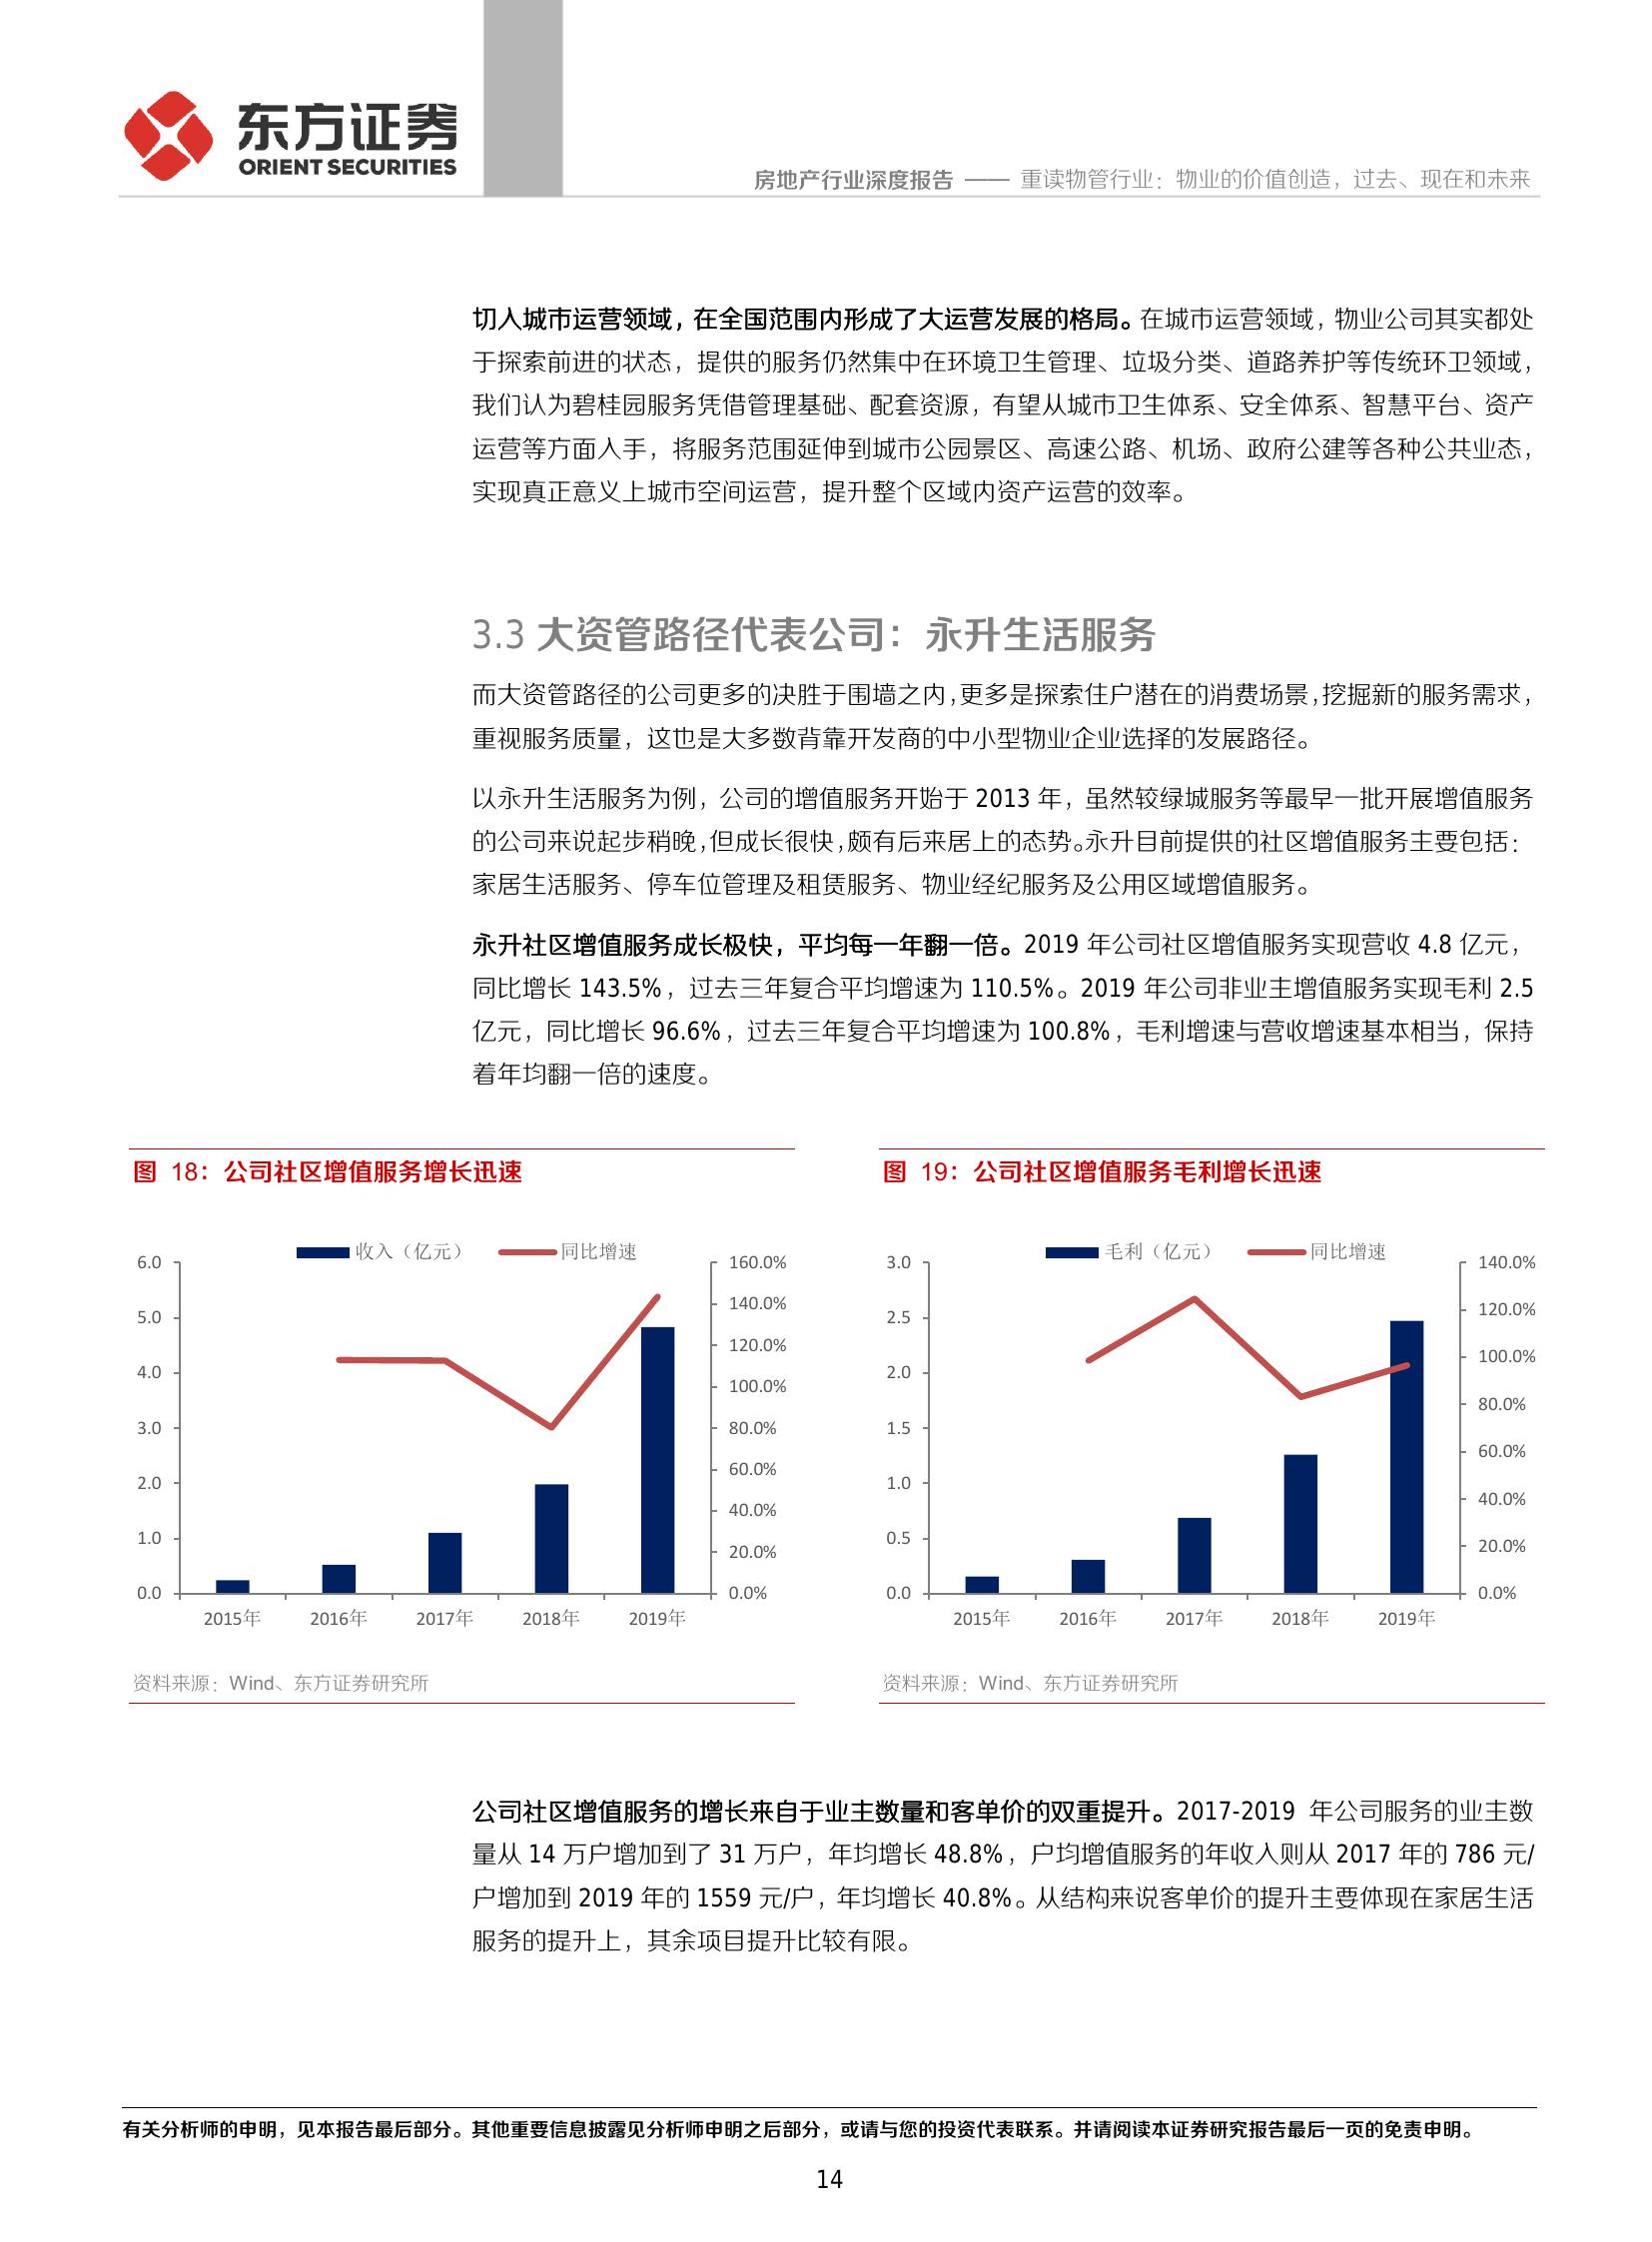 东方证券
ORIENT SECURITIES
房地产行业深度报告 —— 重读物管行业：物业的价值创造，过去、现在和未来
切入城市运营领域，在全国范围内形成了大运营发展的格局。在城市运营领域，物业公司其实都处
于探索前进的状态，提供的服务仍然集中在环境卫生管理、垃圾分类、道路养护等传统环卫领域，
我们认为碧桂园服务凭借管理基础、配套资源，有望从城市卫生体系、安全体系、智慧平台、资产
运营等方面入手，将服务范围延伸到城市公园景区、高速公路、机场、政府公建等各种公共业态，
实现真正意义上城市空间运营，提升整个区域内资产运营的效率。
3.3 大资管路径代表公司：永升生活服务
而大资管路径的公司更多的决胜于围墙之内，更多是探索住户潜在的消费场景，挖掘新的服务需求，
重视服务质量，这也是大多数背靠开发商的中小型物业企业选择的发展路径。
以永升生活服务为例，公司的增值服务开始于 2013 年，虽然较绿城服务等最早一批开展增值服务
的公司来说起步稍晚，但成长很快，颇有后来居上的态势。永升目前提供的社区增值服务主要包括：
家居生活服务、停车位管理及租赁服务、物业经纪服务及公用区域增值服务。
永升社区增值服务成长极快，平均每一年翻一倍。2019 年公司社区增值服务实现营收 4.8 亿元，
同比增长 143.5%，过去三年复合平均增速为 110.5%。2019 年公司非业主增值服务实现毛利 2.5
亿元，同比增长 96.6%，过去三年复合平均增速为 100.8%，毛利增速与营收增速基本相当，保持
着年均翻一倍的速度。
图 18：公司社区增值服务增长迅速
收入（亿元） 同比增速
6.0 160.0%
5.0 140.0%
4.0 120.0%
3.0 100.0%
2.0 80.0%
1.0 60.0%
0.0 40.0%
20.0%
0.0%
2015年 2016年 2017年 2018年 2019年
资料来源：Wind、东方证券研究所
图 19：公司社区增值服务毛利增长迅速
毛利（亿元） 同比增速
3.0 140.0%
2.5 120.0%
2.0 100.0%
1.5 80.0%
1.0 60.0%
0.5 40.0%
0.0 20.0%
0.0%
2015年 2016年 2017年 2018年 2019年
资料来源：Wind、东方证券研究所
公司社区增值服务的增长来自于业主数量和客单价的双重提升。2017-2019 年公司服务的业主数
量从 14 万户增加到了 31 万户，年均增长 48.8%，户均增值服务的年收入则从 2017 年的 786 元/
户增加到 2019 年的 1559 元/户，年均增长 40.8%。从结构来说客单价的提升主要体现在家居生活
服务的提升上，其余项目提升比较有限。
有关分析师的申明，见本报告最后部分。其他重要信息披露见分析师申明之后部分，或请与您的投资代表联系。并请阅读本证券研究报告最后一页的免责申明。
14